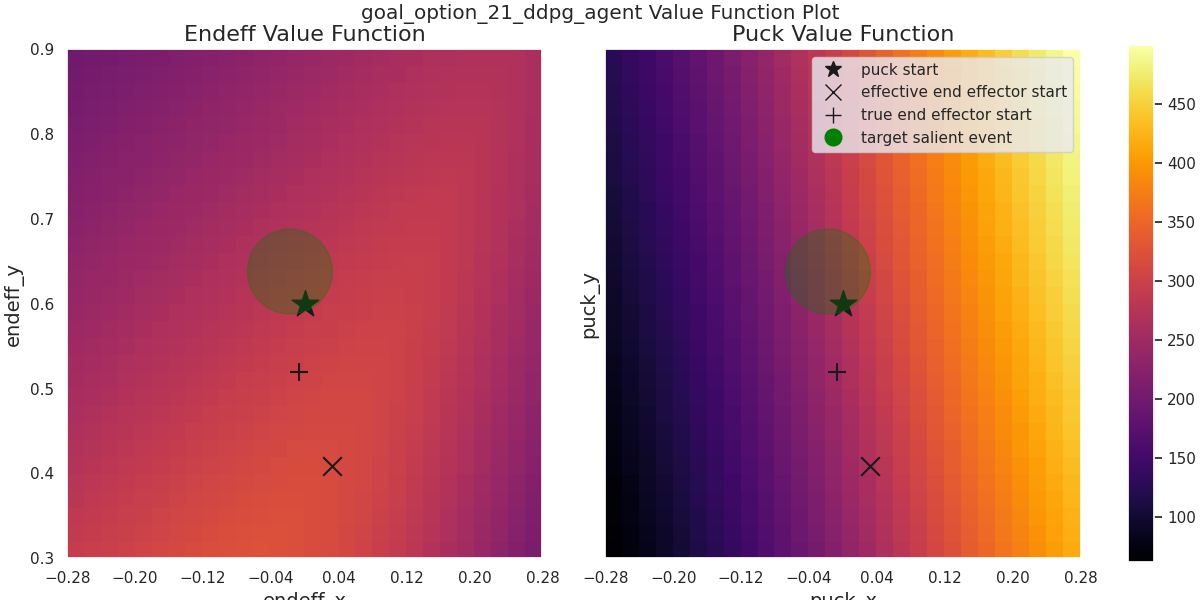 goal_option_21_ddpg_agent Value Function Plot
Endeff Value Function
Puck Value Function
puck start
effective end effector start
true end effector start
target salient event
endeff_y
0.9
0.8
0.7
0.6
0.5
0.4
0.3
−0.28 −0.20 −0.12 −0.04 0.04 0.12 0.20 0.28
endeff_x
puck_y
−0.28 −0.20 −0.12 −0.04 0.04 0.12 0.20 0.28
puck_x
450
400
350
300
250
200
150
100